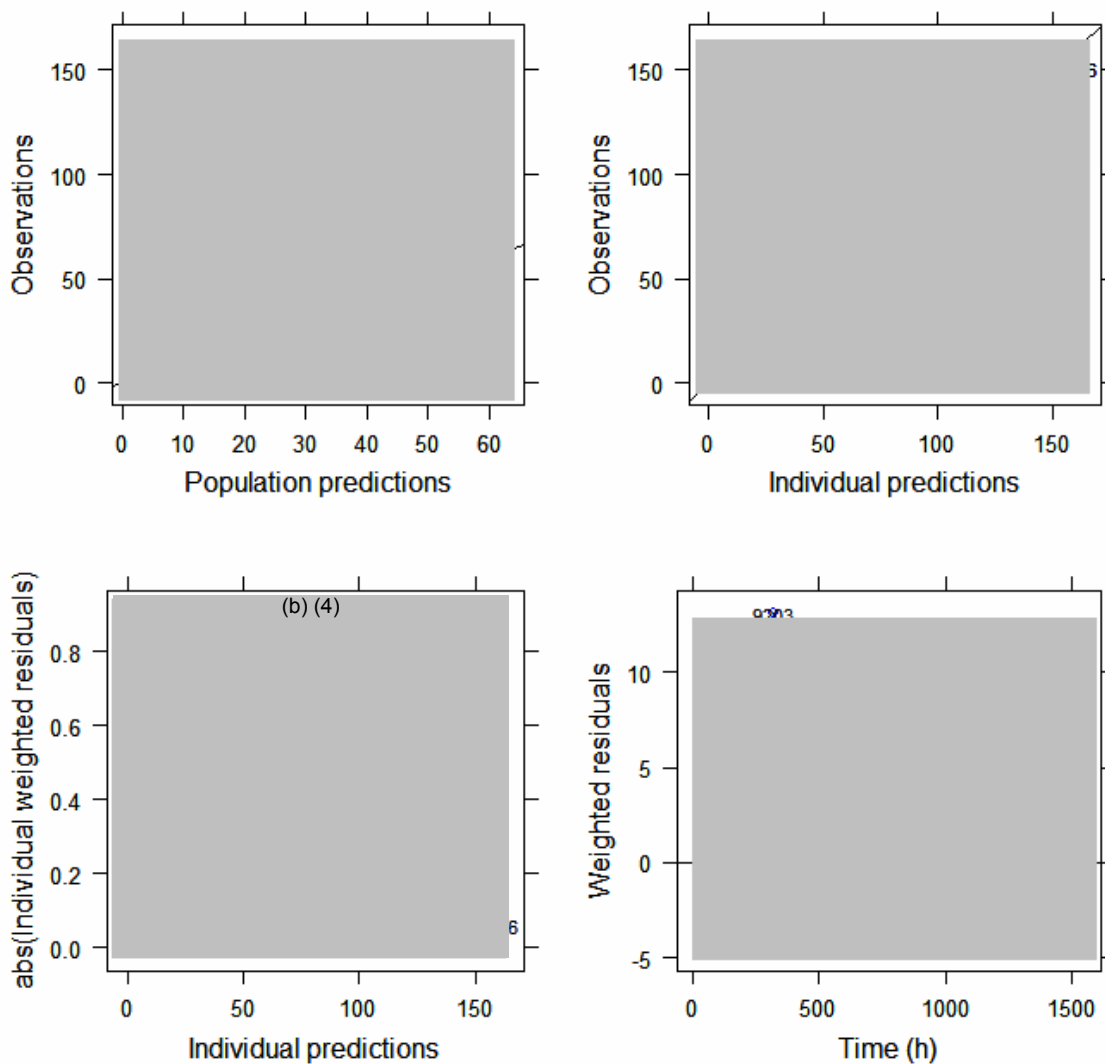 0 10 20 30 40 50 60
150
100
50
0
Observations
Population predictions
150
100
50
0
Observations
6
0 50 100 150
Individual predictions
(b) (4)
0.8
0.6
0.4
0.2
0.0
abs(Individual weighted residuals)
6
0 50 100 150
Individual predictions
10
5
0
-5
Weighted residuals
0 500 1000 1500
Time (h)